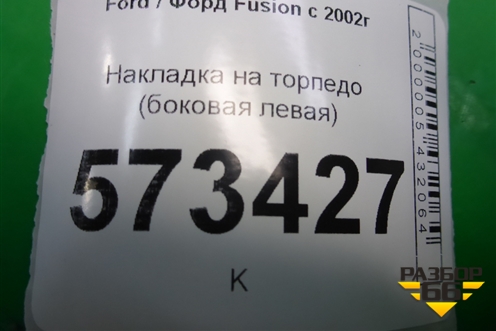 Ford / Форд Fusion с 2002г
Накладка на торпедо
(боковая левая)
573427
К
2000005432064
РАЗБОР
66